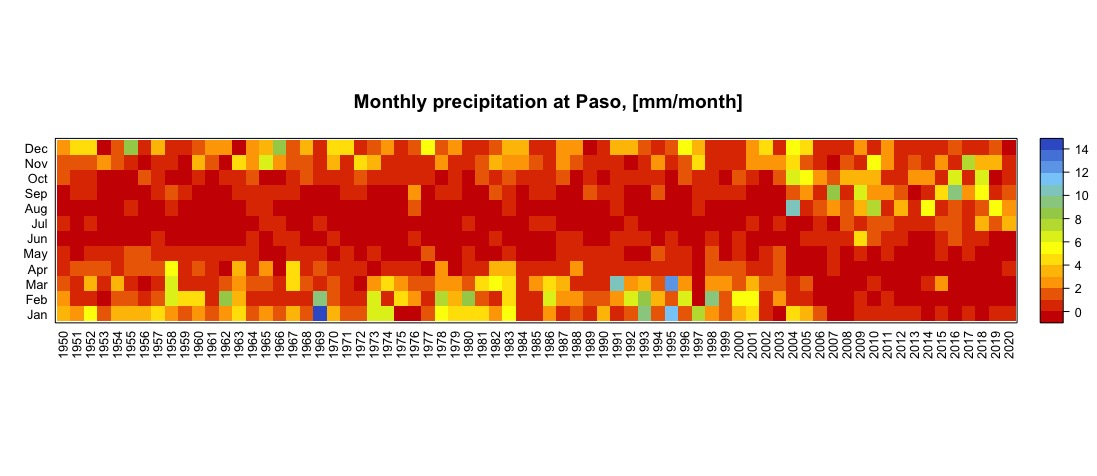 Monthly precipitation at Paso, [mm/month]
Dec
Nov
Oct
Sep
Aug
Jul
Jun
May
Apr
Mar
Feb
Jan
14
12
10
8
6
4
2
0
1950 1951 1952 1953 1954 1955 1956 1957 1958 1959 1960 1961 1962 1963 1964 1965 1966 1967 1968 1969 1970 1971 1972 1973 1974 1975 1976 1977 1978 1979 1980 1981 1982 1983 1984 1985 1986 1987 1988 1989 1990 1991 1992 1993 1994 1995 1996 1997 1998 1999 2000 2001 2002 2003 2004 2005 2006 2007 2008 2009 2010 2011 2012 2013 2014 2015 2016 2017 2018 2019 2020